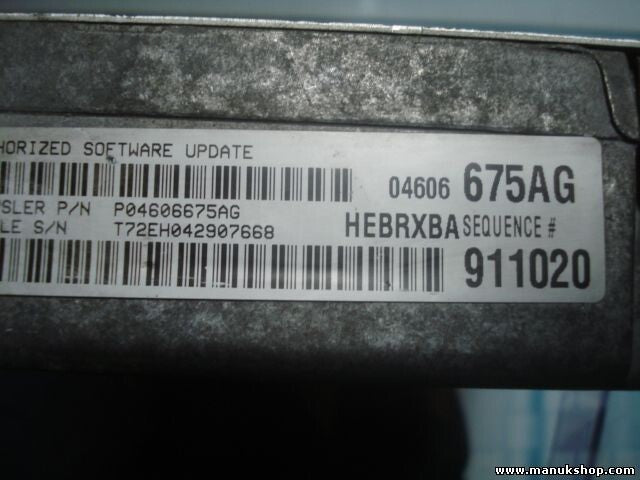 HORIZED SOFTWARE UPDATE
04606 675AG
SLER P/N P04606675AG
HEBRXBA SEQUENCE #
LE S/N T72EH042907668
911020
www.manukshop.com